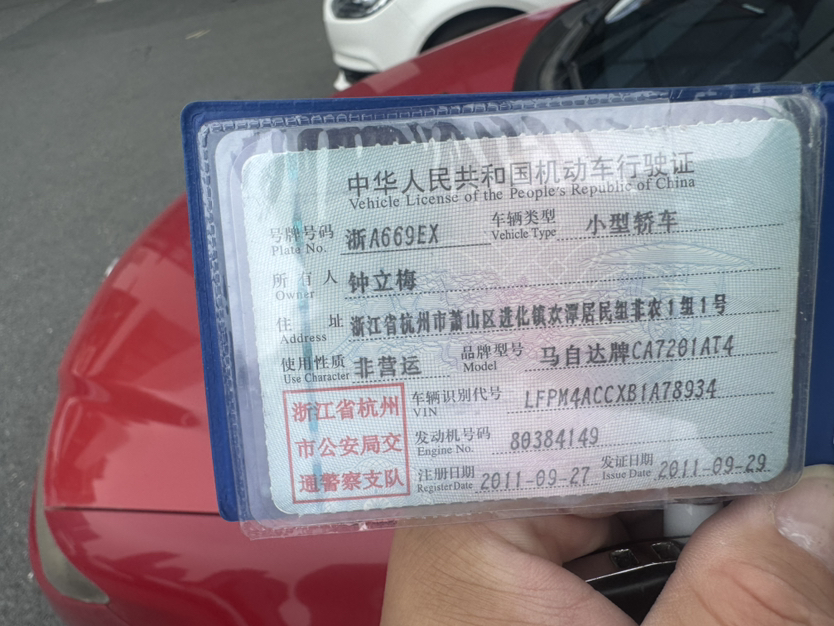 中华人民共和国机动车行驶证
Vehicle License of the People's Republic of China
号牌号码 浙A669EX 车辆类型 小型轿车
Plate No. Vehicle Type
所有人 钟立梅
Owner
住址 浙江省杭州市萧山区进化镇欢潭居民组非农1组1号
Address
使用性质 非营运 品牌型号 马自达牌CA7201AT4
Use Character Model
浙江省杭州
市公安局交
通警察支队
车辆识别代号 LFPM4ACCXB1A78934
VIN
发动机号码 80384149
Engine No.
注册日期 2011-09-27 发证日期 2011-09-29
Register Date Issue Date